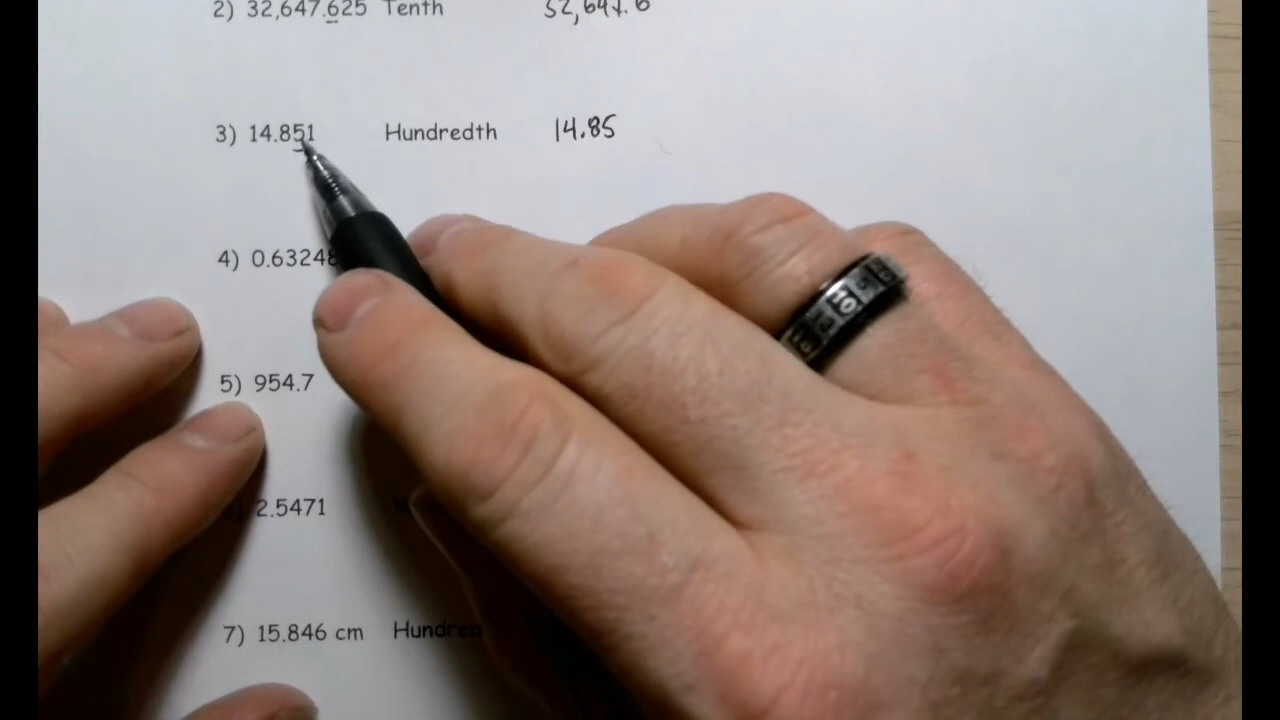 2) 32,647.625 Tenth 32,647.6
3) 14.851 Hundredth 14.85
4) 0.63248
5) 954.7
2.5471
7) 15.846 cm
10